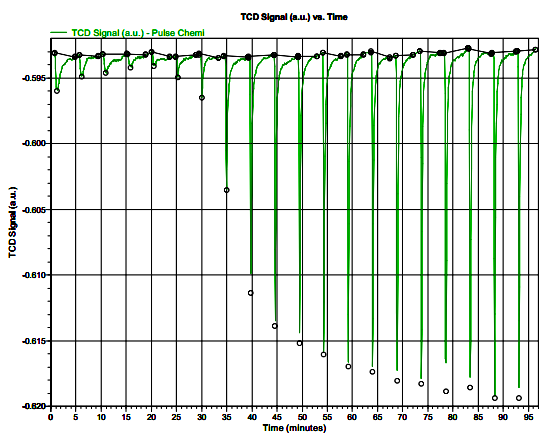 TCD Signal (a.u.) vs. Time
TCD Signal (a.u.) - Pulse Chemi
-0.595
-0.600
-0.605
-0.610
-0.615
-0.620
TCD Signal (a.u.)
0 5 10 15 20 25 30 35 40 45 50 55 60 65 70 75 80 85 90 95
Time (minutes)